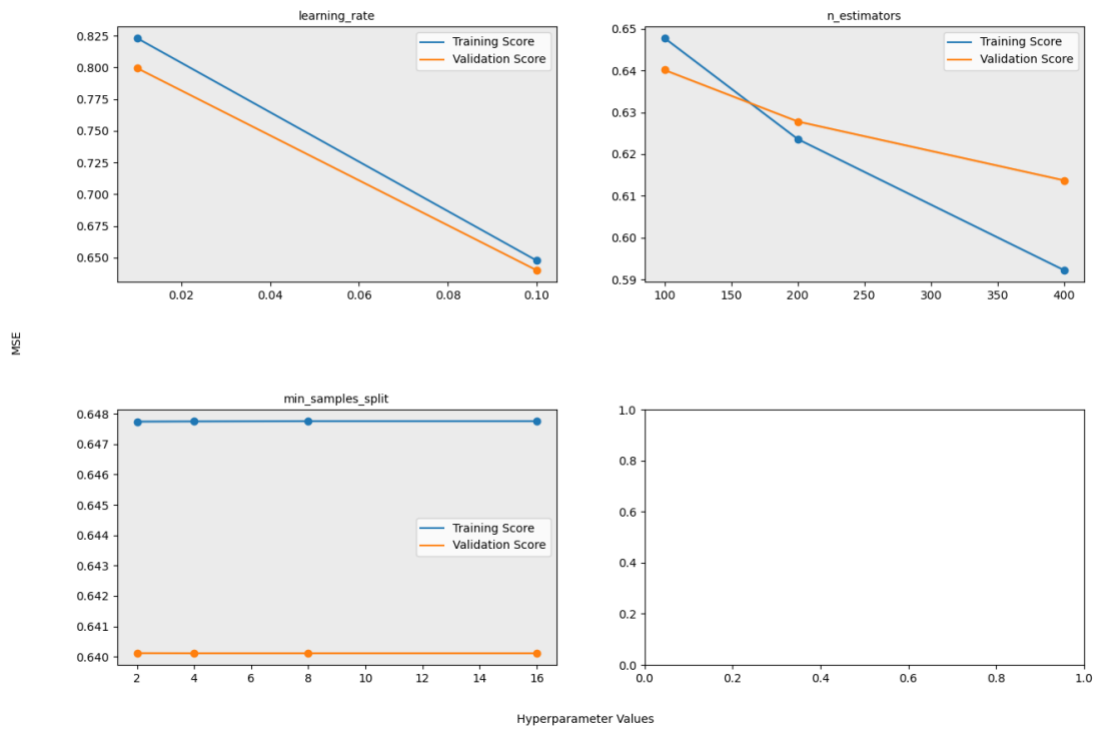 learning_rate
0.825
0.800
0.775
0.750
0.725
0.700
0.675
0.650
Training Score
Validation Score
0.02 0.04 0.06 0.08 0.10
n_estimators
0.65
0.64
0.63
0.62
0.61
0.60
0.59
Training Score
Validation Score
100 150 200 250 300 350 400
MSE
min_samples_split
0.648
0.647
0.646
0.645
0.644
0.643
0.642
0.641
0.640
Training Score
Validation Score
2 4 6 8 10 12 14 16
1.0
0.8
0.6
0.4
0.2
0.0
0.0 0.2 0.4 0.6 0.8 1.0
Hyperparameter Values